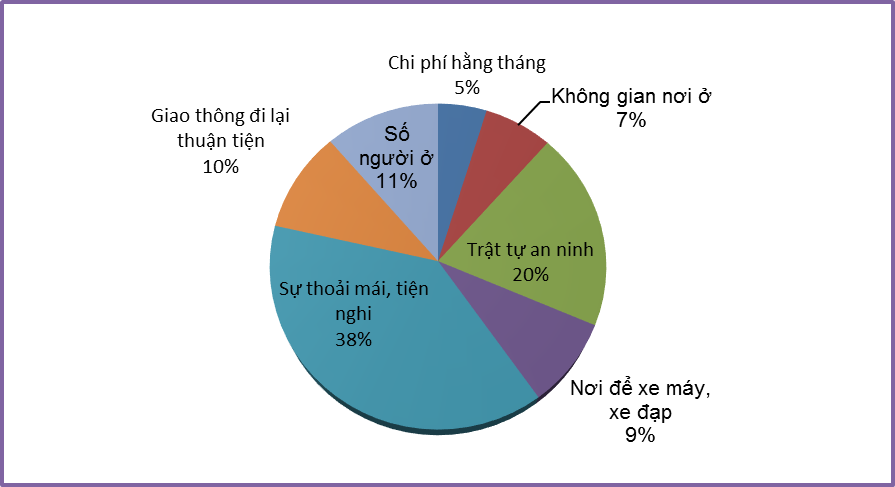 Chi phí hằng tháng
5%
Không gian nơi ở
7%
Trật tự an ninh
20%
Nơi để xe máy,
xe đạp
9%
Sự thoải mái, tiện
nghi
38%
Giao thông đi lại
thuận tiện
10%
Số
người ở
11%